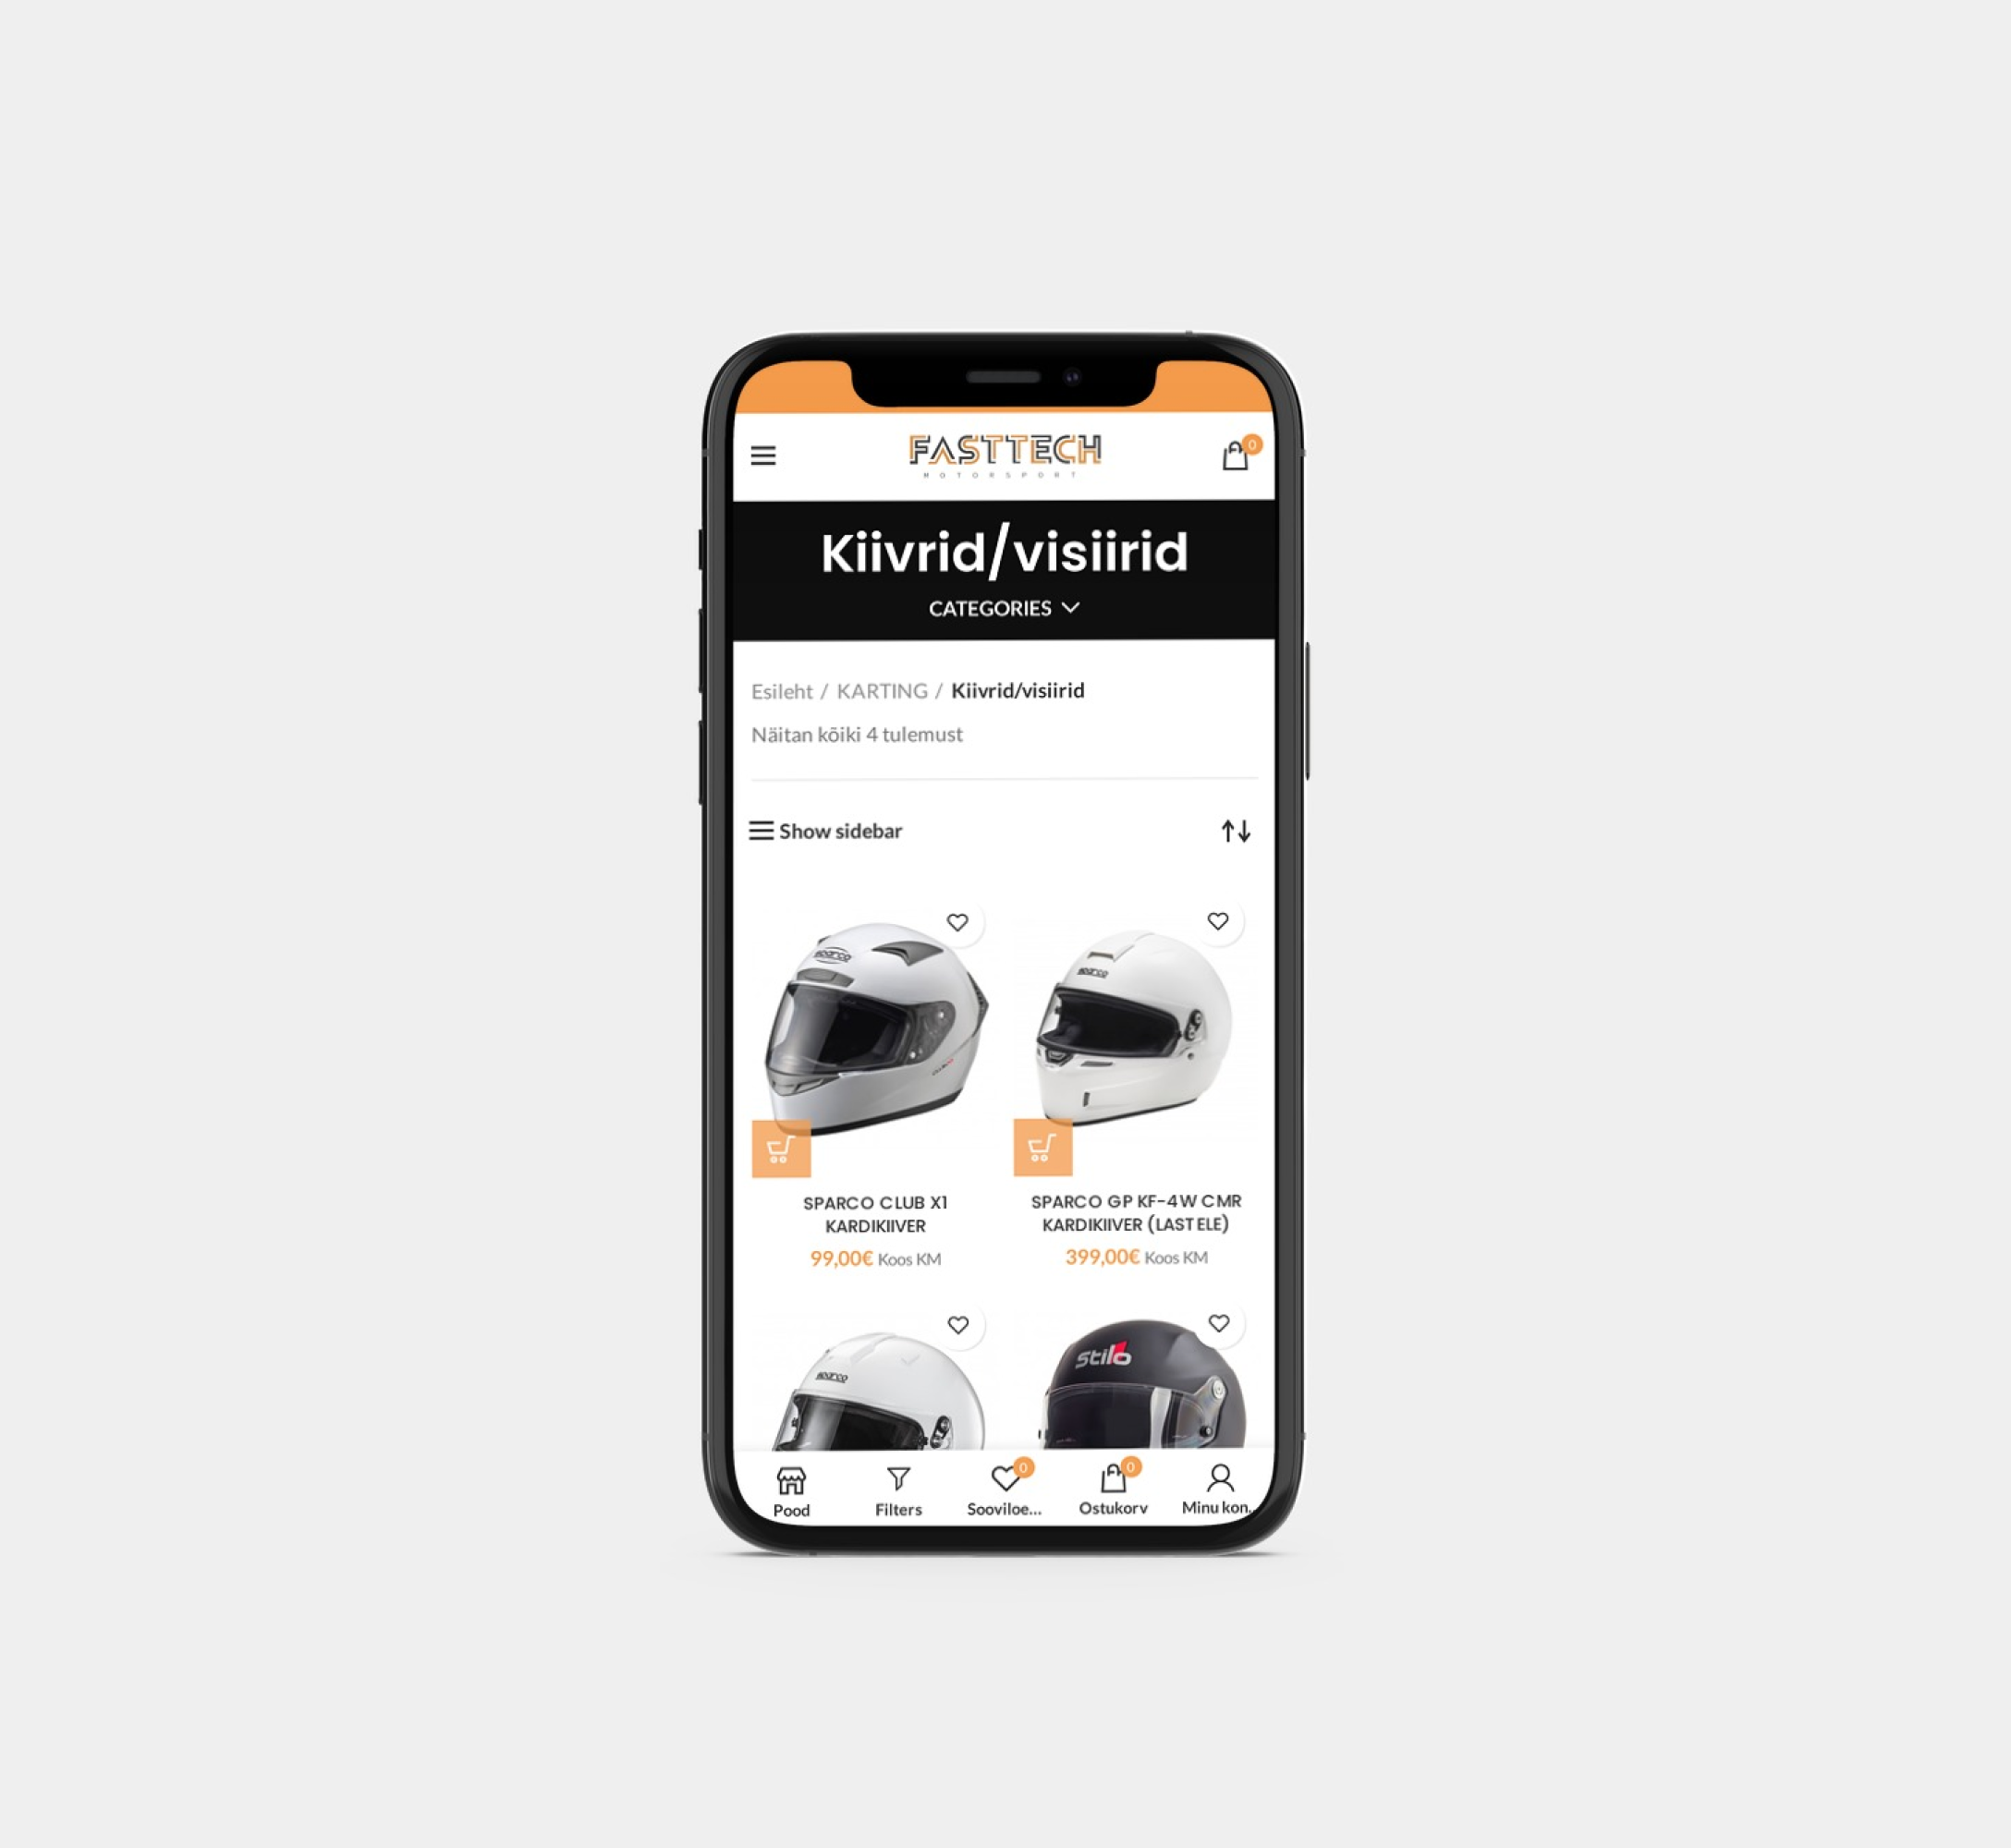 FASTTECH
MOTORSPORT
0
Kiivrid/visiirid
CATEGORIES
Esileht / KARTING / Kiivrid/visiirid
Näitan kõiki 4 tulemust
Show sidebar
sparco
sparco
SPARCO CLUB X1
KARDIKIIVER
99,00€ Koos KM
SPARCO GP KF-4W CMR
KARDIKIIVER (LASTELE)
399,00€ Koos KM
sparco
stilo
0
0
Pood
Filters
Sooviloe...
Ostukorv
Minu kon...